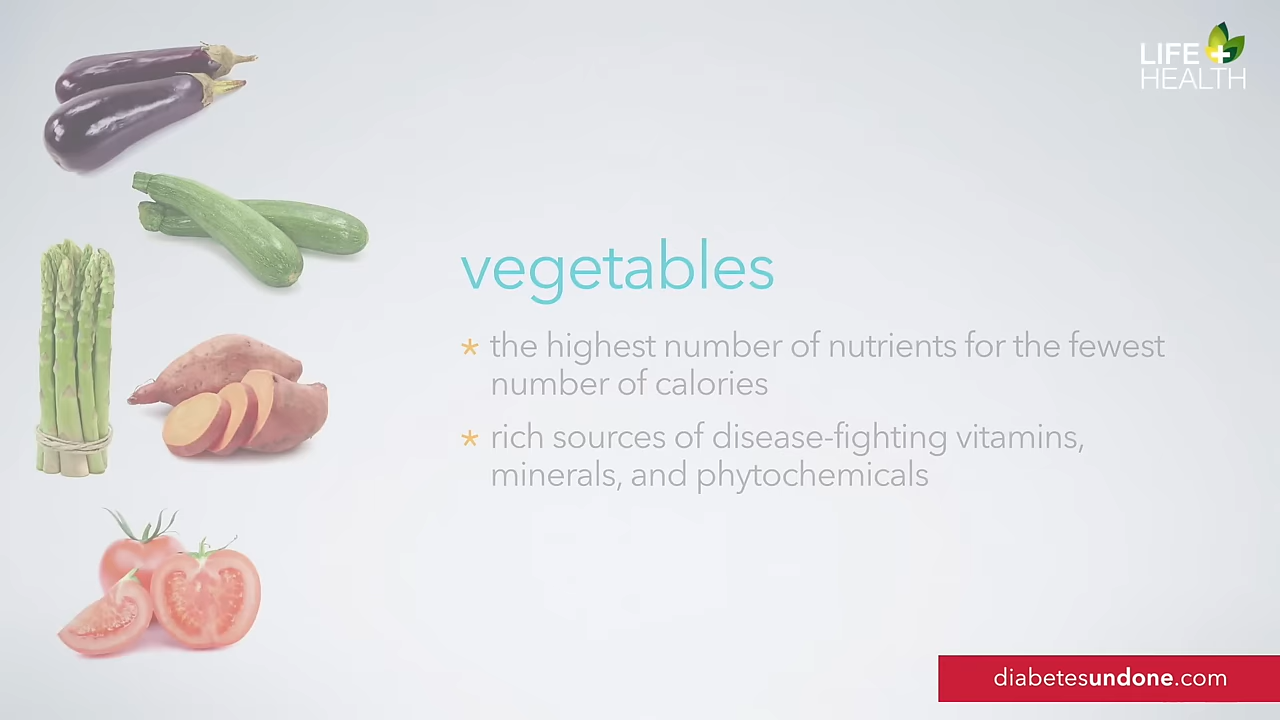 LIFE +
HEALTH
vegetables
* the highest number of nutrients for the fewest
number of calories
* rich sources of disease-fighting vitamins,
minerals, and phytochemicals
diabetesundone.com